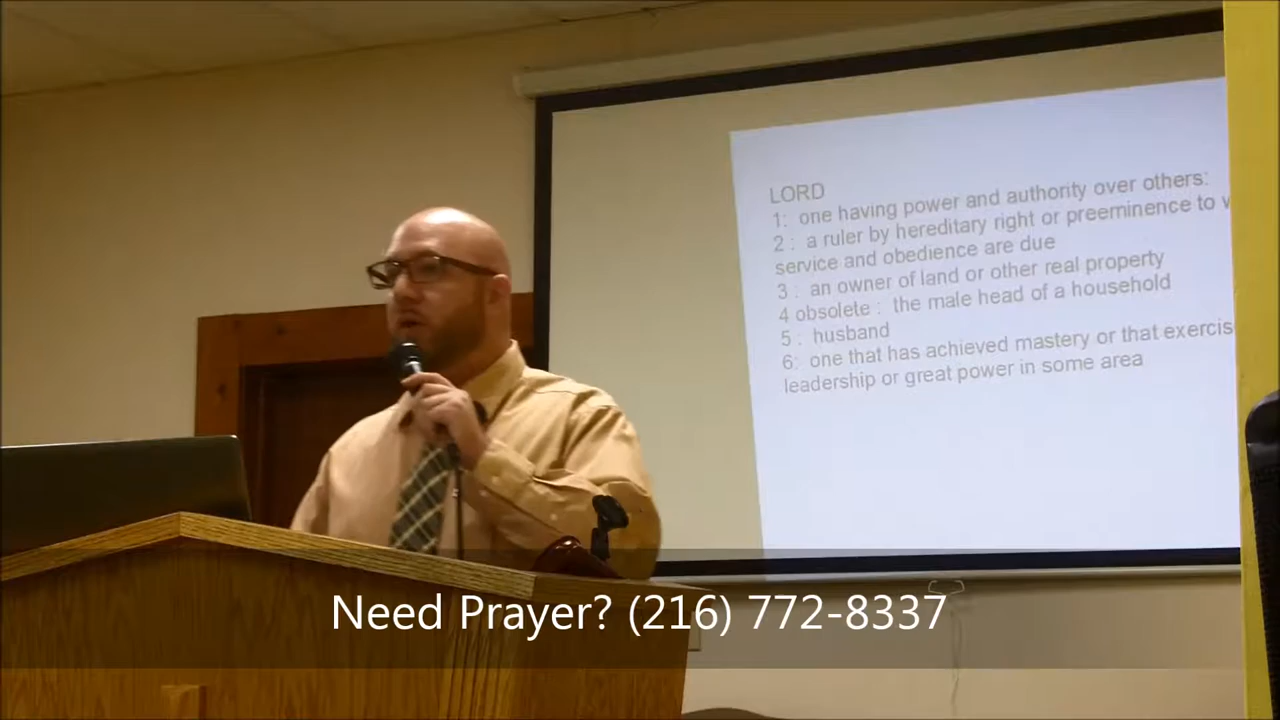 LORD
1: one having power and authority over others:
2 : a ruler by hereditary right or preeminence to
service and obedience are due
3 : an owner of land or other real property
4 obsolete : the male head of a household
5 : husband
6: one that has achieved mastery or that exercis
leadership or great power in some area
Need Prayer? (216) 772-8337